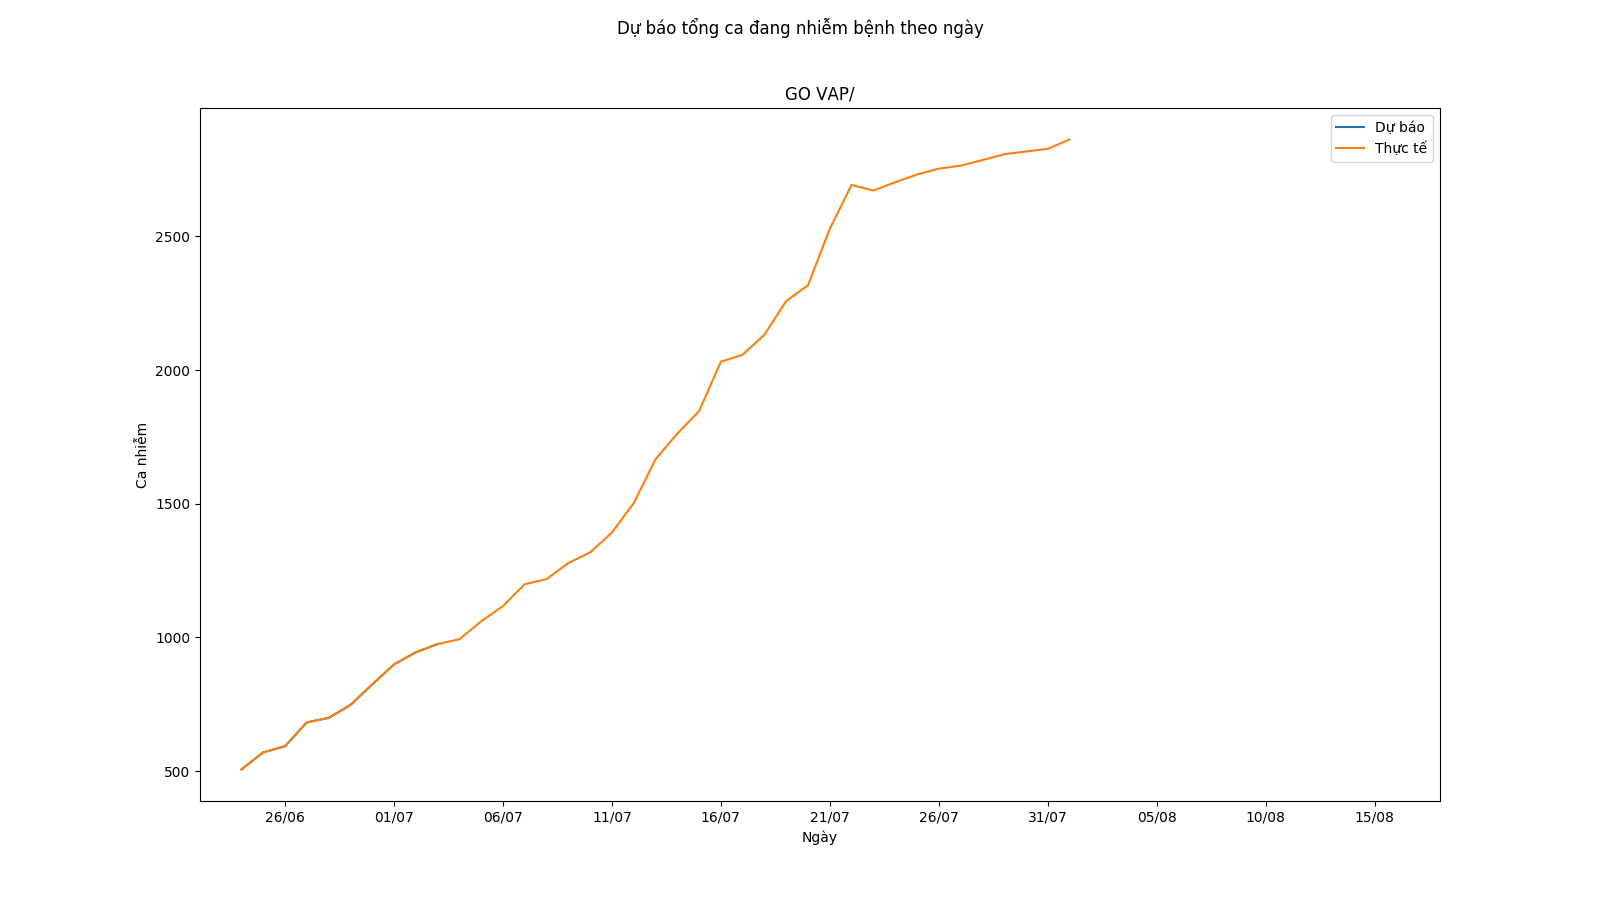 Dự báo tổng ca đang nhiễm bệnh theo ngày
GO VAP/
Dự báo
Thực tế
2500
2000
1500
1000
500
Ca nhiễm
26/06 01/07 06/07 11/07 16/07 21/07 26/07 31/07 05/08 10/08 15/08
Ngày